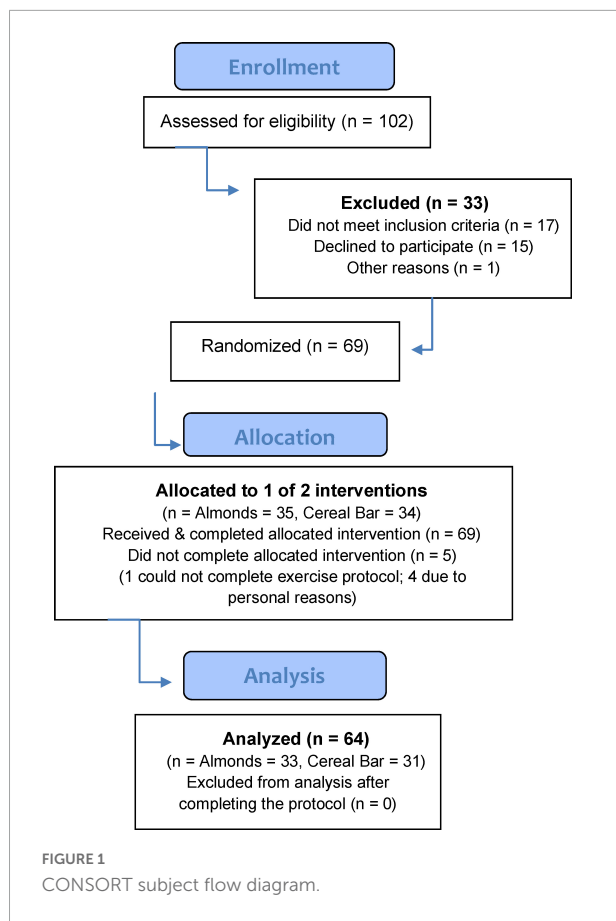 Enrollment
Assessed for eligibility (n = 102)
Excluded (n = 33)
Did not meet inclusion criteria (n = 17)
Declined to participate (n = 15)
Other reasons (n = 1)
Randomized (n = 69)
Allocation
Allocated to 1 of 2 interventions
(n = Almonds = 35, Cereal Bar = 34)
Received & completed allocated intervention (n = 69)
Did not complete allocated intervention (n = 5)
(1 could not complete exercise protocol; 4 due to
personal reasons)
Analysis
Analyzed (n = 64)
(n = Almonds = 33, Cereal Bar = 31)
Excluded from analysis after
completing the protocol (n = 0)
FIGURE 1
CONSORT subject flow diagram.